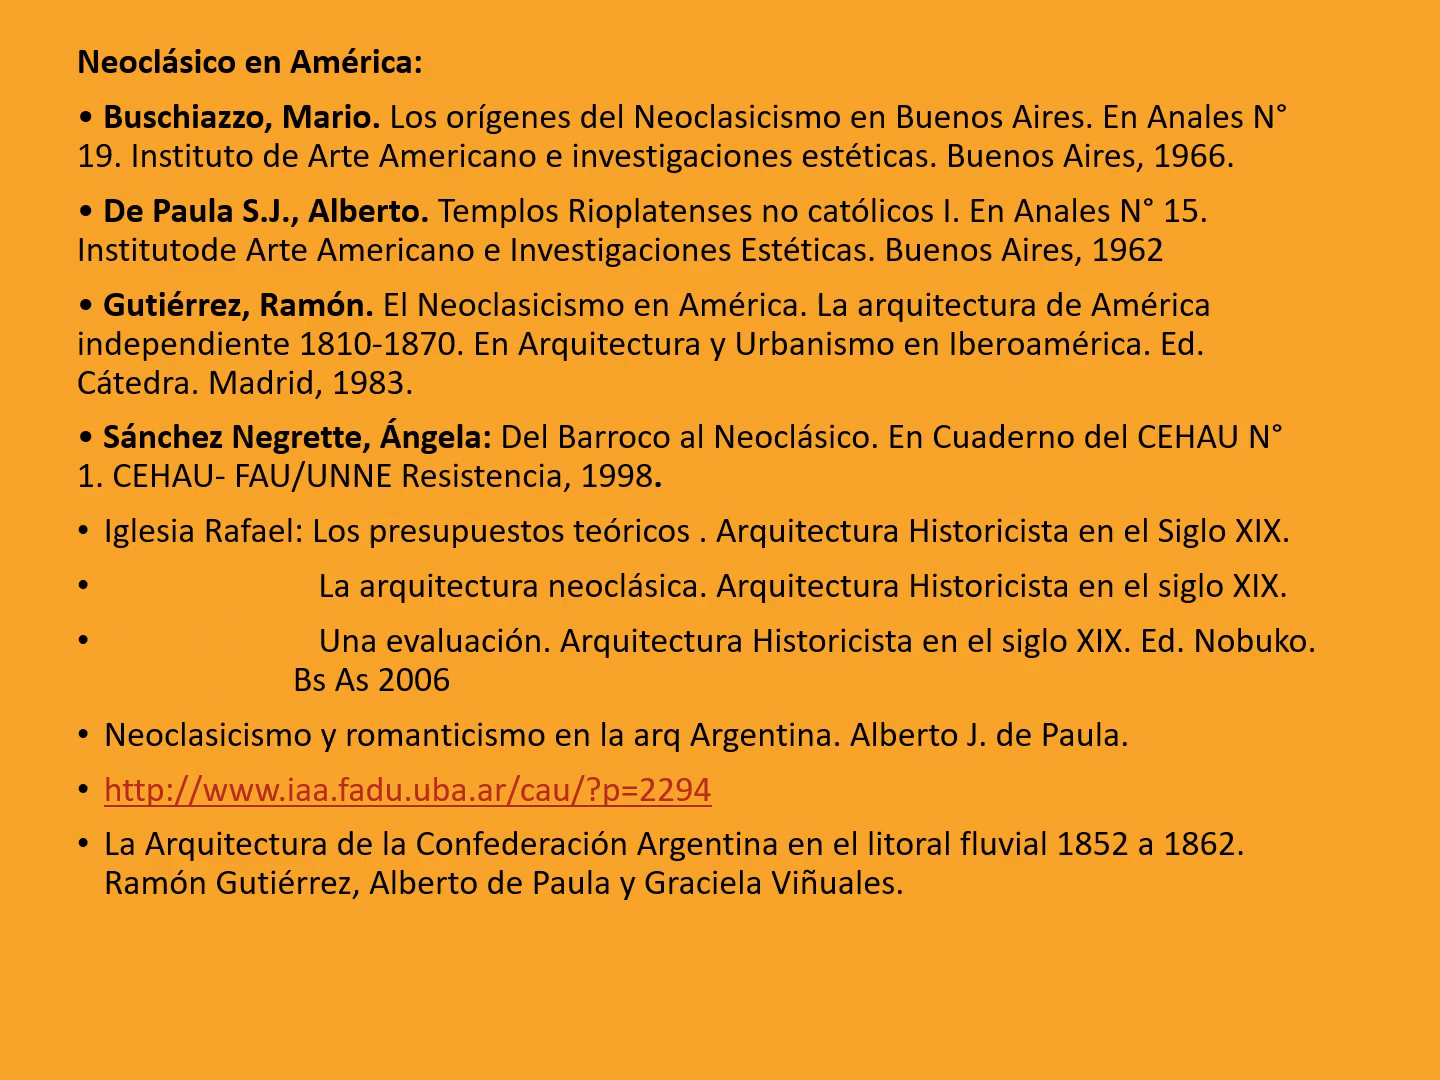 Neoclásico en América:
• Buschiazzo, Mario. Los orígenes del Neoclasicismo en Buenos Aires. En Anales N°
19. Instituto de Arte Americano e investigaciones estéticas. Buenos Aires, 1966.
• De Paula S.J., Alberto. Templos Rioplatenses no católicos I. En Anales N° 15.
Institutode Arte Americano e Investigaciones Estéticas. Buenos Aires, 1962
• Gutiérrez, Ramón. El Neoclasicismo en América. La arquitectura de América
independiente 1810-1870. En Arquitectura y Urbanismo en Iberoamérica. Ed.
Cátedra. Madrid, 1983.
• Sánchez Negrette, Ángela: Del Barroco al Neoclásico. En Cuaderno del CEHAU N°
1. CEHAU- FAU/UNNE Resistencia, 1998.
• Iglesia Rafael: Los presupuestos teóricos . Arquitectura Historicista en el Siglo XIX.
• La arquitectura neoclásica. Arquitectura Historicista en el siglo XIX.
• Una evaluación. Arquitectura Historicista en el siglo XIX. Ed. Nobuko.
Bs As 2006
• Neoclasicismo y romanticismo en la arq Argentina. Alberto J. de Paula.
• http://www.iaa.fadu.uba.ar/cau/?p=2294
• La Arquitectura de la Confederación Argentina en el litoral fluvial 1852 a 1862.
Ramón Gutiérrez, Alberto de Paula y Graciela Viñuales.